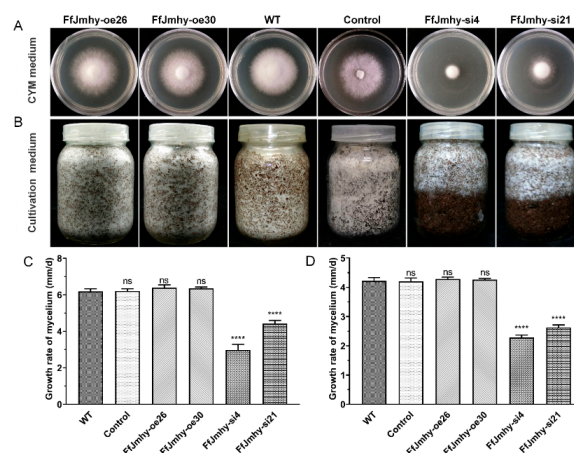 FfJmhy-oe26 FfJmhy-oe30 WT Control FfJmhy-si4 FfJmhy-si21
A
CYM medium
B
Cultivation medium
C
Growth rate of mycelium (mm/d)
8
6
4
2
0
ns ns ns **** ****
WT Control FfJmhy-oe26 FfJmhy-oe30 FfJmhy-si4 FfJmhy-si21
D
Growth rate of mycelium (mm/d)
5
4
3
2
1
0
ns ns ns **** ****
WT Control FfJmhy-oe26 FfJmhy-oe30 FfJmhy-si4 FfJmhy-si21